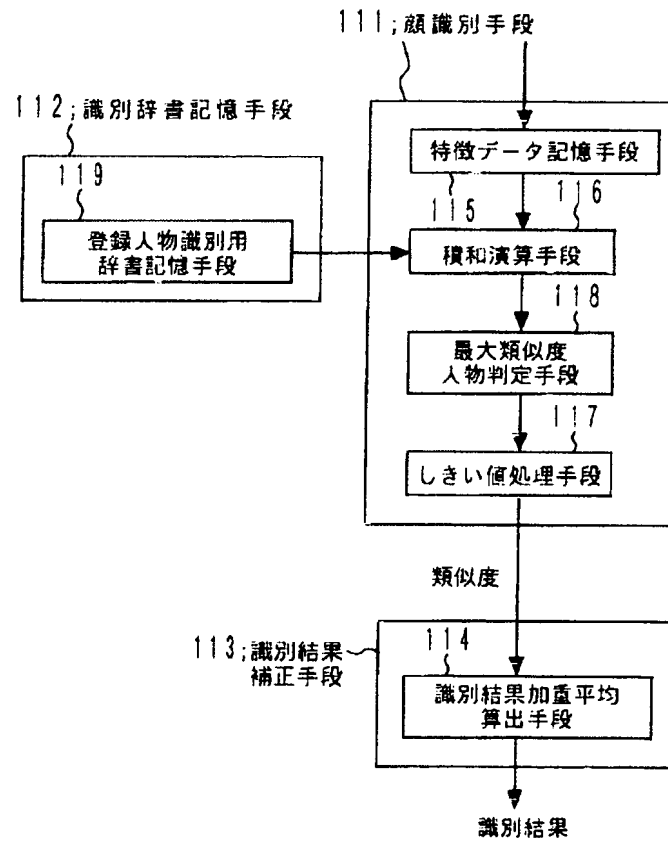 111;顔識別手段
112;識別辞書記憶手段
119
登録人物識別用
辞書記憶手段
特徴データ記憶手段
115
116
積和演算手段
118
最大類似度
人物判定手段
117
しきい値処理手段
類似度
113;識別結果
補正手段
114
識別結果加重平均
算出手段
識別結果